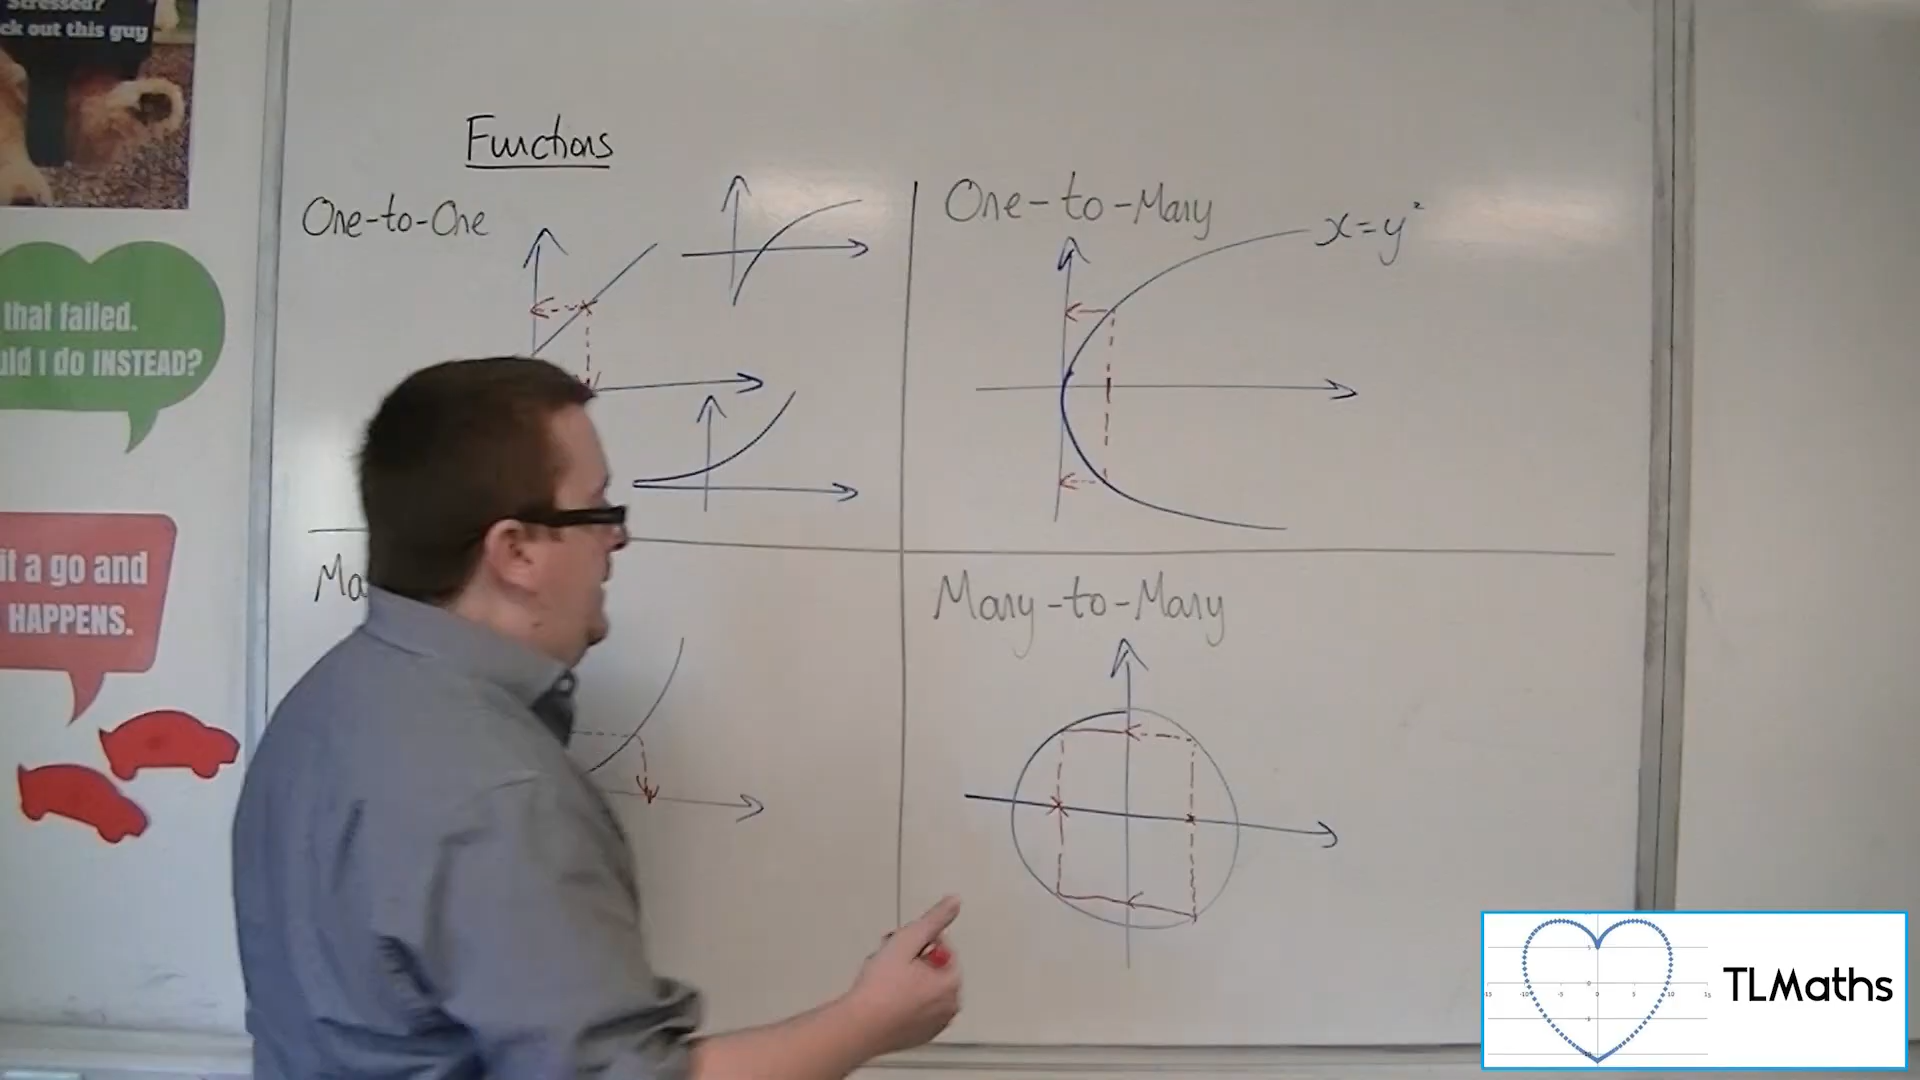 Stressed?
ck out this guy
that failed.
uld I do INSTEAD?
it a go and
HAPPENS.
Functions
One-to-One
One-to-Many
x=y²
Ma
Many-to-Many
TLMaths